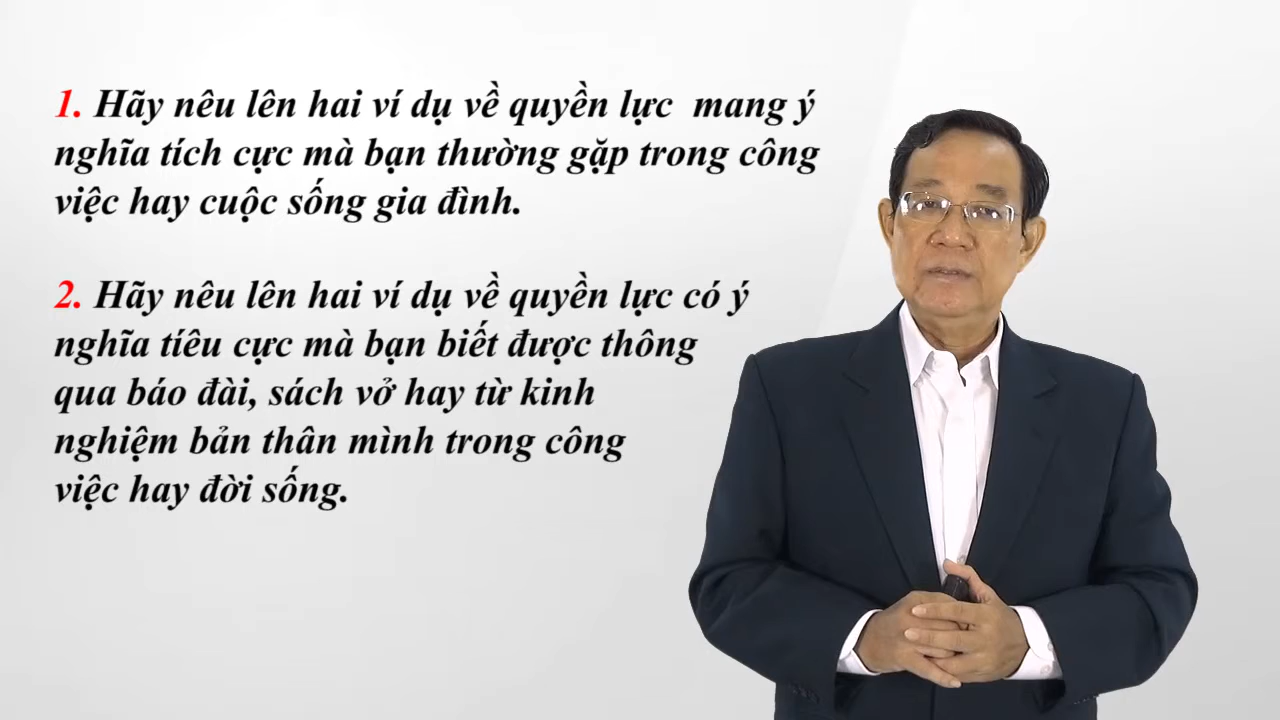 1. Hãy nêu lên hai ví dụ về quyền lực mang ý
nghĩa tích cực mà bạn thường gặp trong công
việc hay cuộc sống gia đình.
2. Hãy nêu lên hai ví dụ về quyền lực có ý
nghĩa tíêu cực mà bạn biết được thông
qua báo đài, sách vở hay từ kinh
nghiệm bản thân mình trong công
việc hay đời sống.